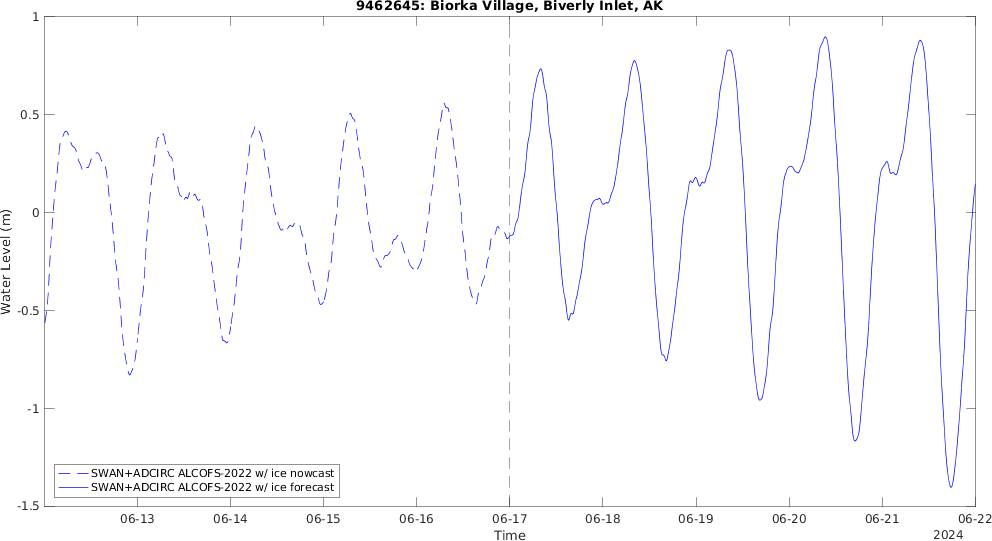 9462645: Biorka Village, Biverly Inlet, AK
1
0.5
0
-0.5
-1
-1.5
Water Level (m)
SWAN+ADCIRC ALCOFS-2022 w/ ice nowcast
SWAN+ADCIRC ALCOFS-2022 w/ ice forecast
06-13 06-14 06-15 06-16 06-17 06-18 06-19 06-20 06-21 06-22
Time
2024